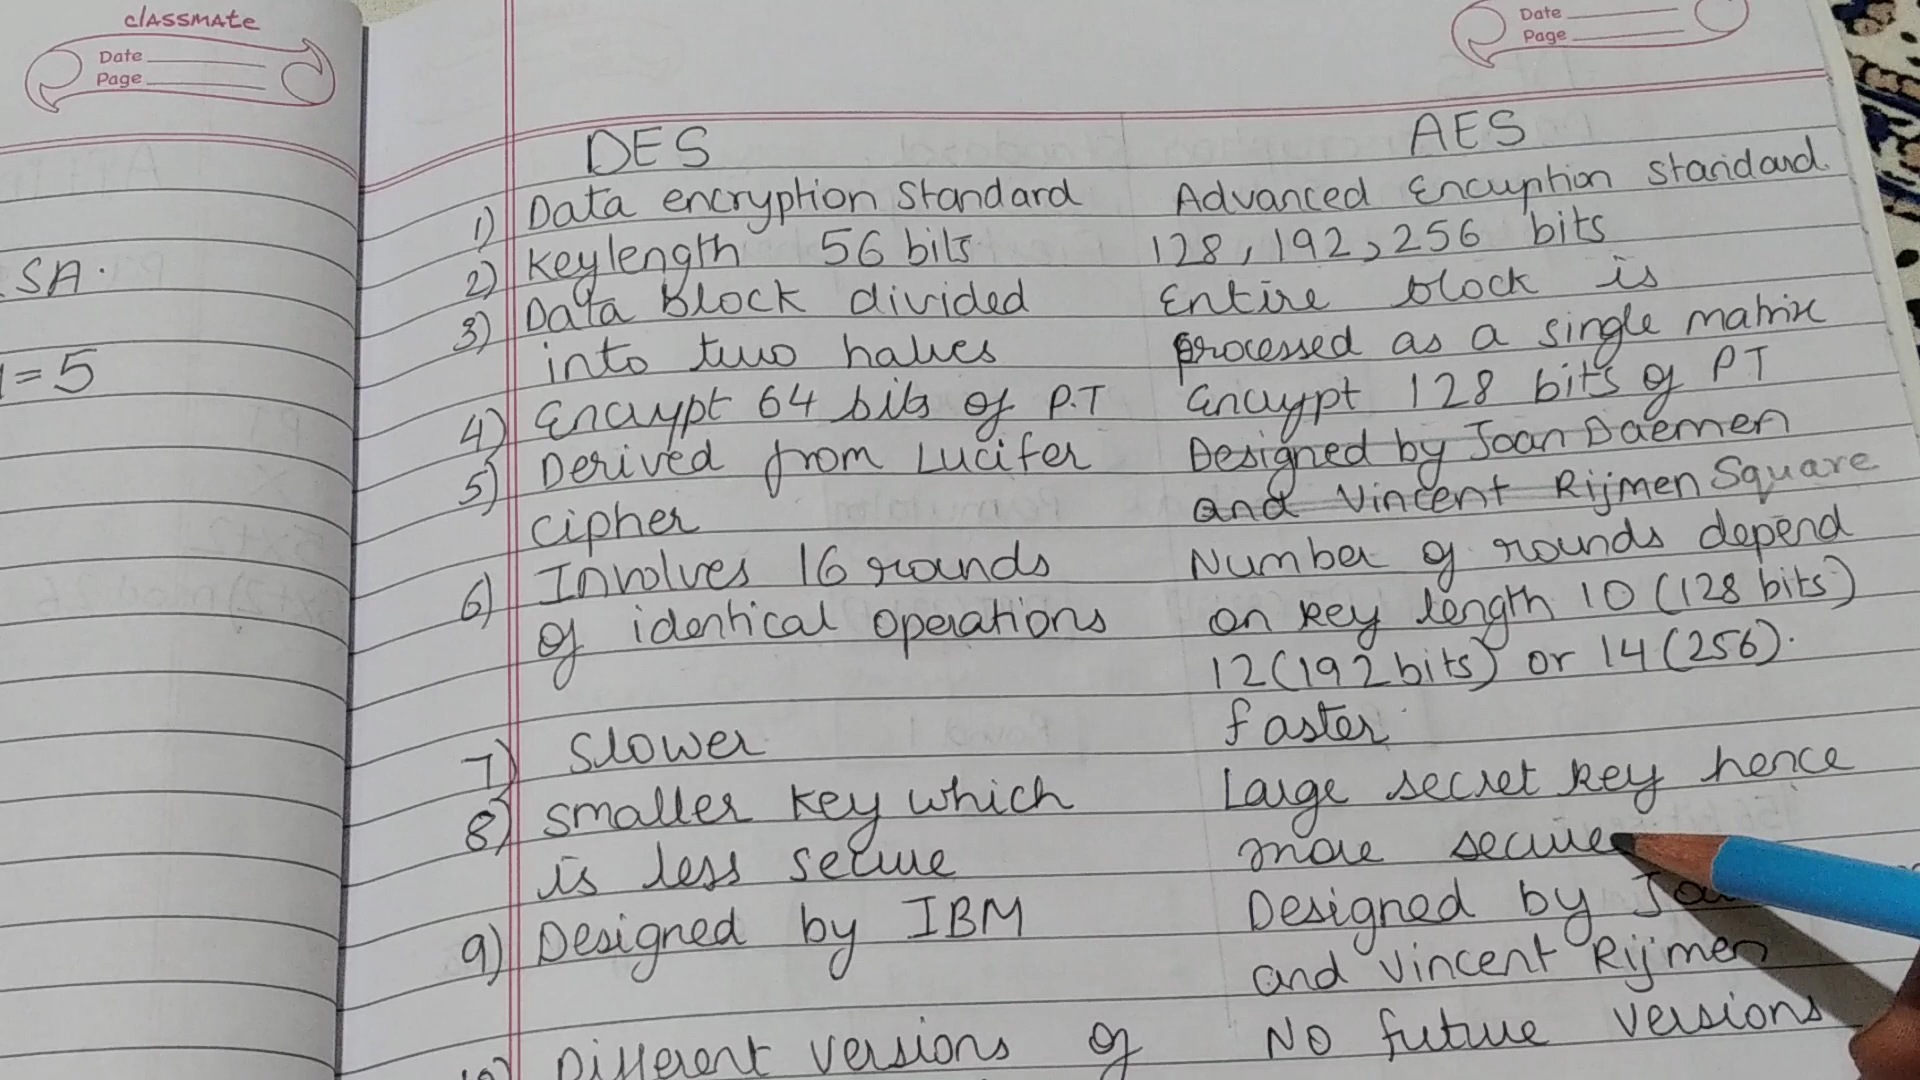 classmate
Date
Page
Date
Page
SA.
=5
DES AES
1) Data encryption Standard Advanced Encryption standard.
2) key length 56 bits 128, 192, 256 bits
3) Data Block divided Entire block is
into two halves processed as a single matrix
4) Encrypt 64 bits of P.T Encrypt 128 bits of PT
5) Derived from Lucifer Designed by Joan Daemen
cipher and Vincent Rijmen Square
6) Involves 16 rounds Number of rounds depend
of identical operations on key length 10 (128 bits)
12 (192 bits) or 14 (256).
7) Slower faster
8) smaller key which Large secret key hence
is less secure more secure
9) Designed by IBM Designed by
and Vincent Rijmen
Different versions of No future versions